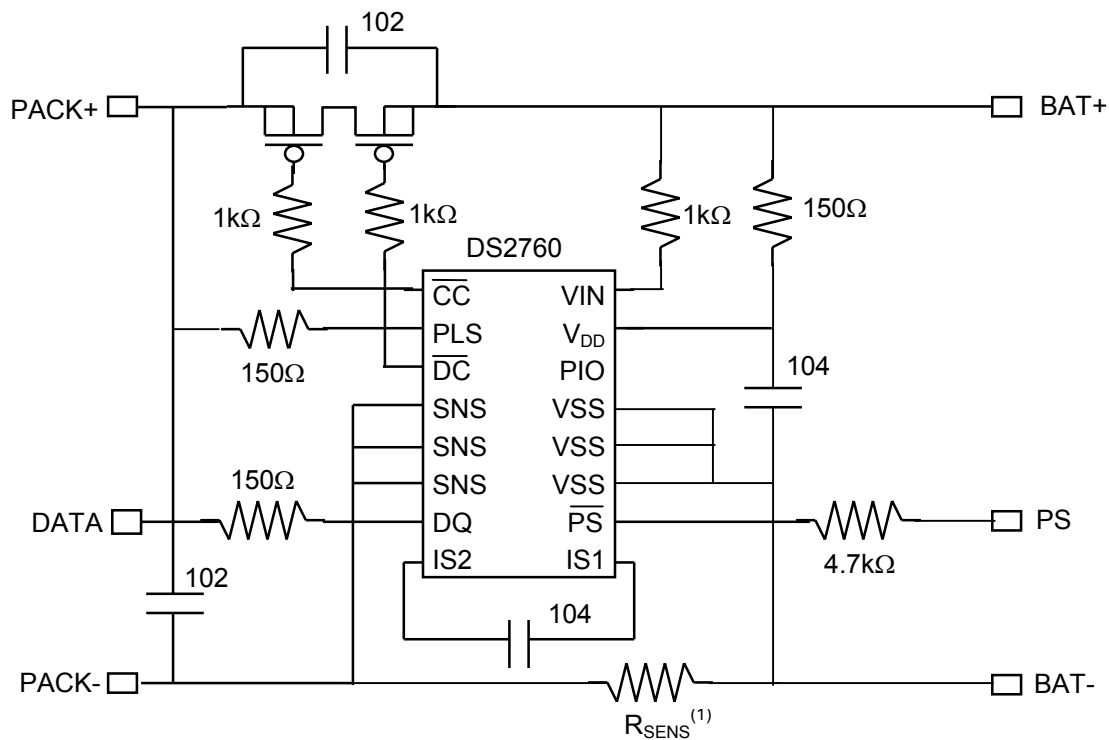 102
PACK+
BAT+
1kΩ
1kΩ
1kΩ
150Ω
DS2760
CC
VIN
PLS
VDD
150Ω
DC
PIO
104
SNS
VSS
SNS
VSS
150Ω
SNS
VSS
DATA
DQ
PS
PS
4.7kΩ
IS2
IS1
102
104
PACK-
BAT-
RSENS(1)